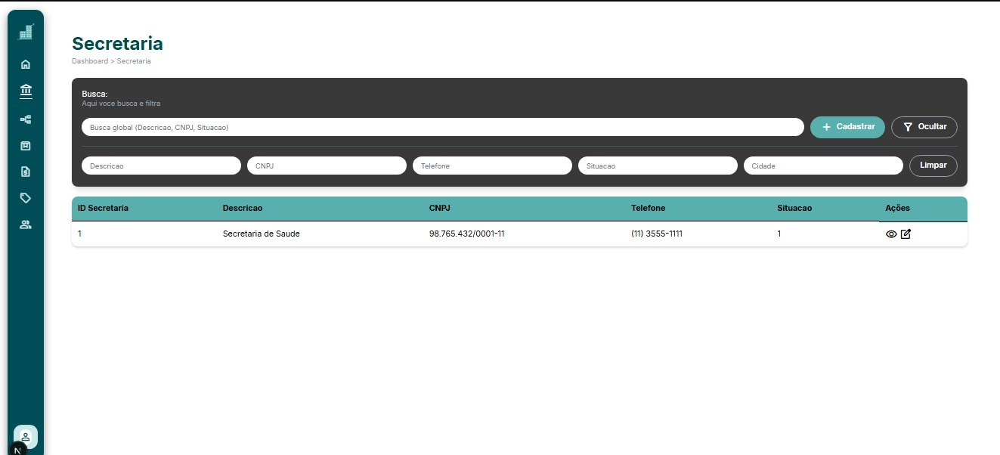 Secretaria
Dashboard > Secretaria
Busca:
Aqui voce busca e filtra
Busca global (Descricao, CNPJ, Situacao)
Cadastrar
Ocultar
Descricao
CNPJ
Telefone
Situacao
Cidade
Limpar
ID Secretaria Descricao CNPJ Telefone Situacao Ações
1 Secretaria de Saude 98.765.432/0001-11 (11) 3555-1111 1
N